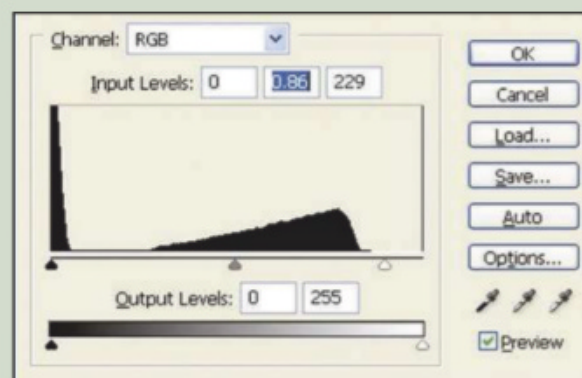 Channel: RGB
OK
Input Levels: 0 0.86 229
Cancel
Load...
Save...
Auto
Options...
Output Levels: 0 255
Preview